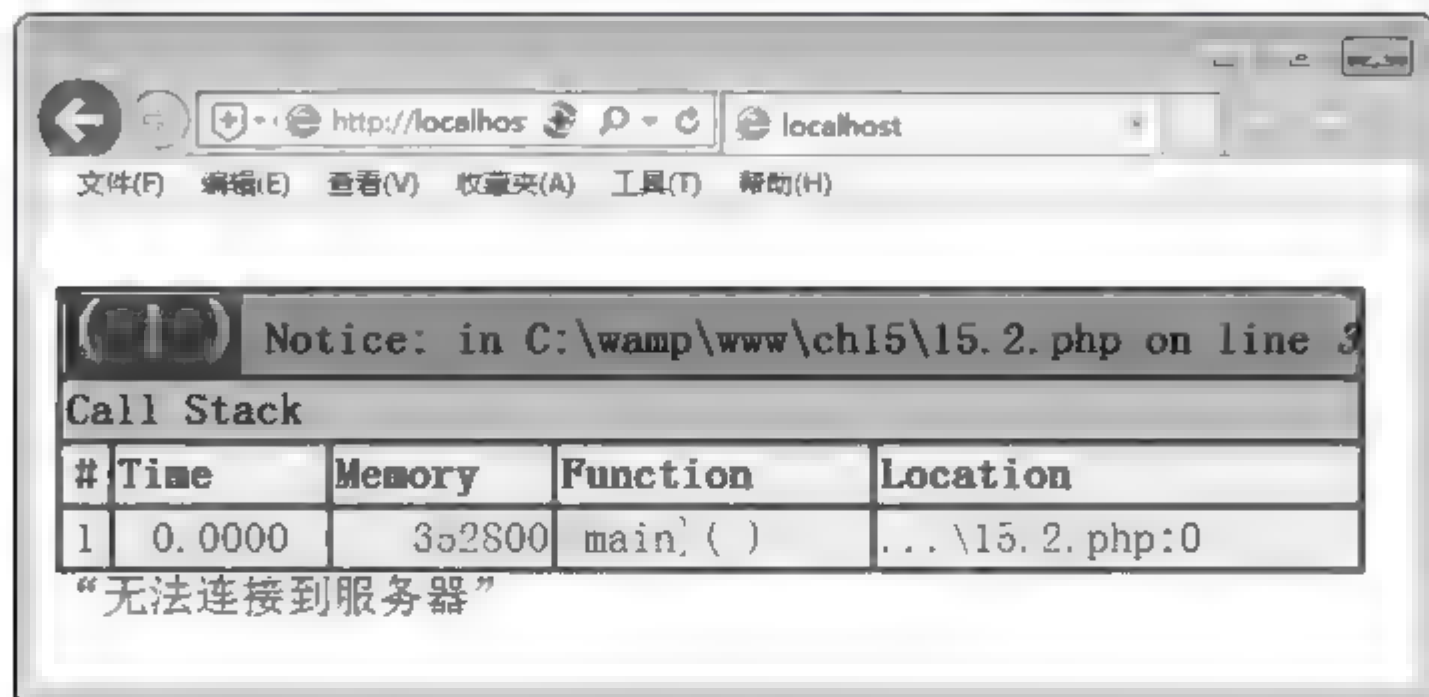 http://localhos localhost
文件(F) 编辑(E) 查看(V) 收藏夹(A) 工具(T) 帮助(H)
Notice: in C:\wamp\www\ch15\15.2.php on line 3
Call Stack
# Time Memory Function Location
1 0.0000 352800 main( ) ...\15.2.php:0
“无法连接到服务器”